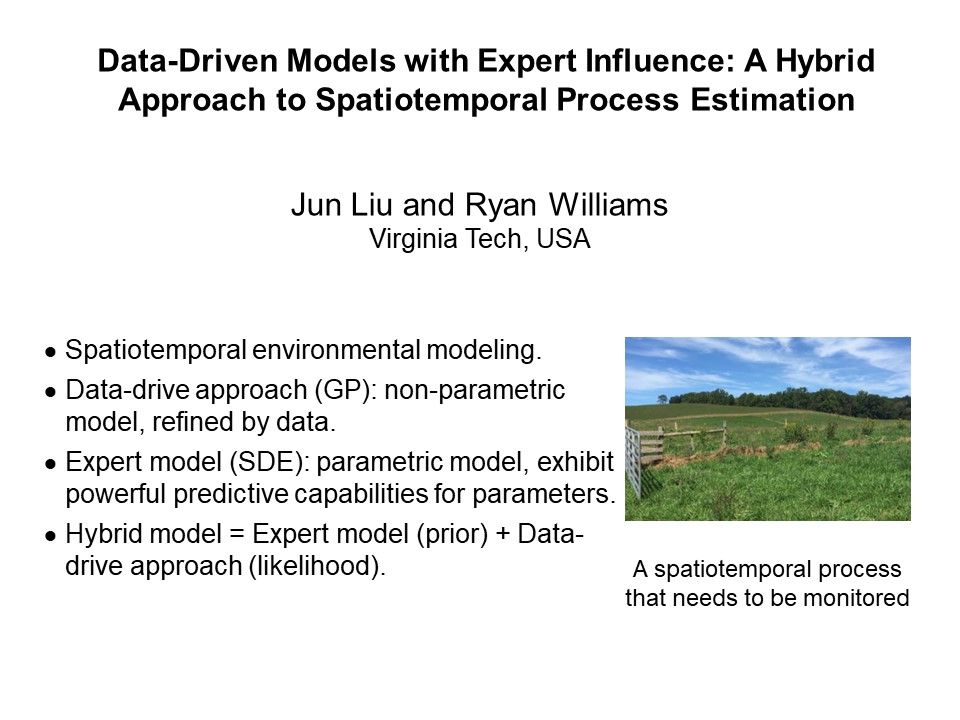 Data-Driven Models with Expert Influence: A Hybrid
Approach to Spatiotemporal Process Estimation
Jun Liu and Ryan Williams
Virginia Tech, USA
● Spatiotemporal environmental modeling.
● Data-drive approach (GP): non-parametric
model, refined by data.
● Expert model (SDE): parametric model, exhibit
powerful predictive capabilities for parameters.
● Hybrid model = Expert model (prior) + Data-
drive approach (likelihood).
A spatiotemporal process
that needs to be monitored